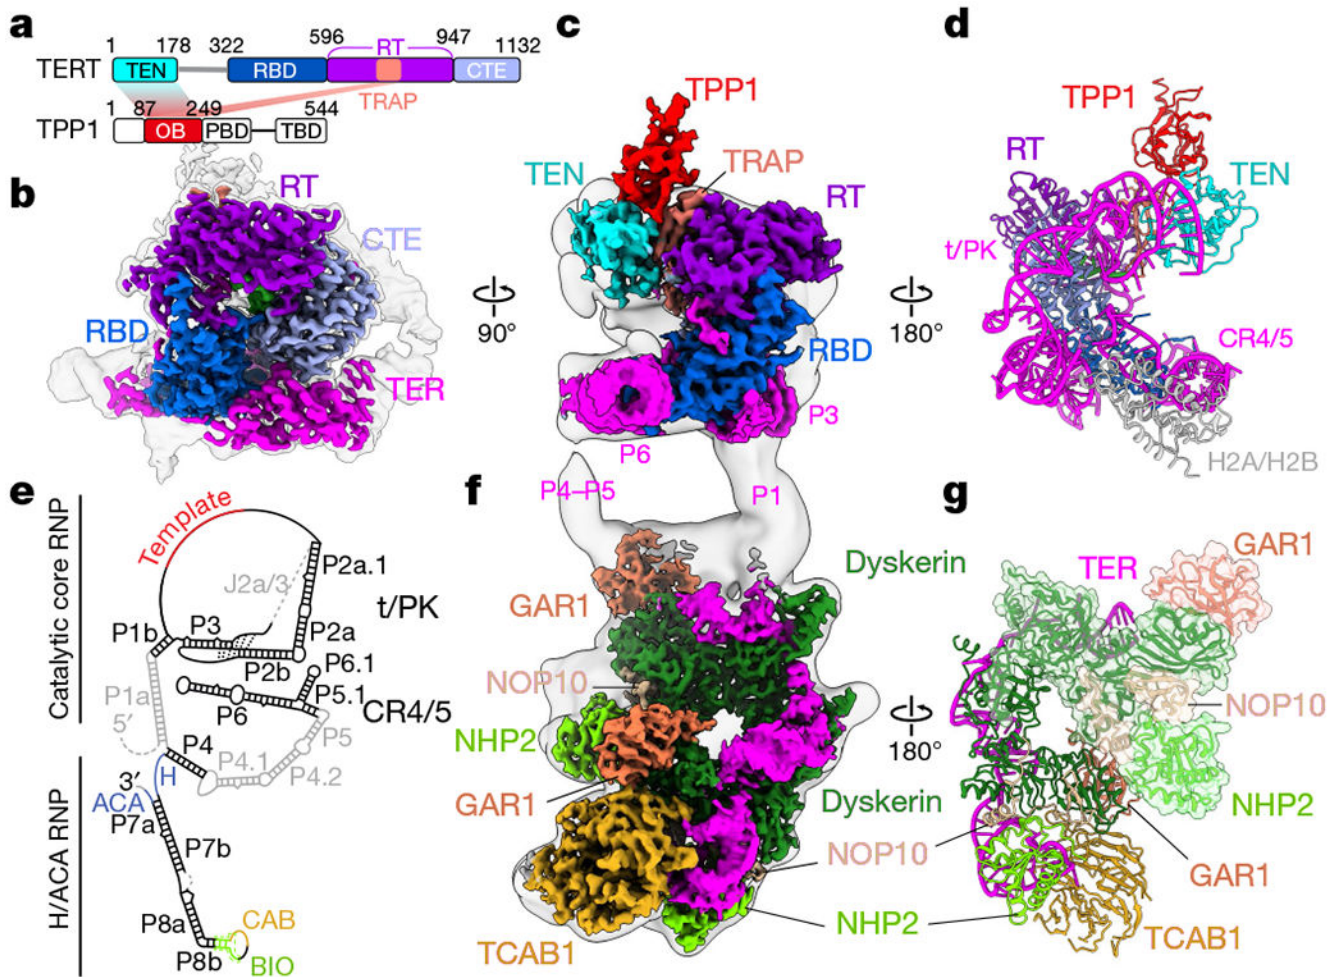 a
1 178 322 596 RT 947 1132
TERT TEN RBD CTE
TRAP
1 87 249 544
TPP1 OB PBD TBD
b
RT
CTE
RBD
TER
c
TPP1
TEN
TRAP
RT
RBD
P3
P6
90°
180°
d
TPP1
RT
TEN
t/PK
CR4/5
H2A/H2B
e
Catalytic core RNP
H/ACA RNP
Template
P2a.1
J2a/3
t/PK
P1b
P3
P2a
P2b
P6.1
P1a
P5.1
CR4/5
P6
5′
P5
P4
P4.1
P4.2
H
3′
ACA
P7a
P7b
P8a
CAB
P8b
BIO
f
P4–P5
P1
GAR1
Dyskerin
NOP10
NHP2
GAR1
Dyskerin
NOP10
NHP2
TCAB1
180°
g
GAR1
TER
NOP10
NHP2
GAR1
TCAB1